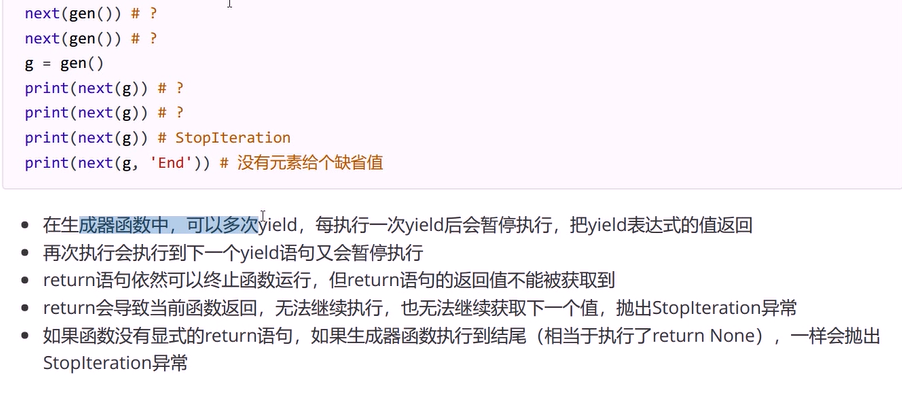 next(gen()) # ?
next(gen()) # ?
g = gen()
print(next(g)) # ?
print(next(g)) # ?
print(next(g)) # StopIteration
print(next(g, 'End')) # 没有元素给个缺省值
在生成器函数中，可以多次yield，每执行一次yield后会暂停执行，把yield表达式的值返回
再次执行会执行到下一个yield语句又会暂停执行
return语句依然可以终止函数运行，但return语句的返回值不能被获取到
return会导致当前函数返回，无法继续执行，也无法继续获取下一个值，抛出StopIteration异常
如果函数没有显式的return语句，如果生成器函数执行到结尾（相当于执行了return None），一样会抛出
StopIteration异常